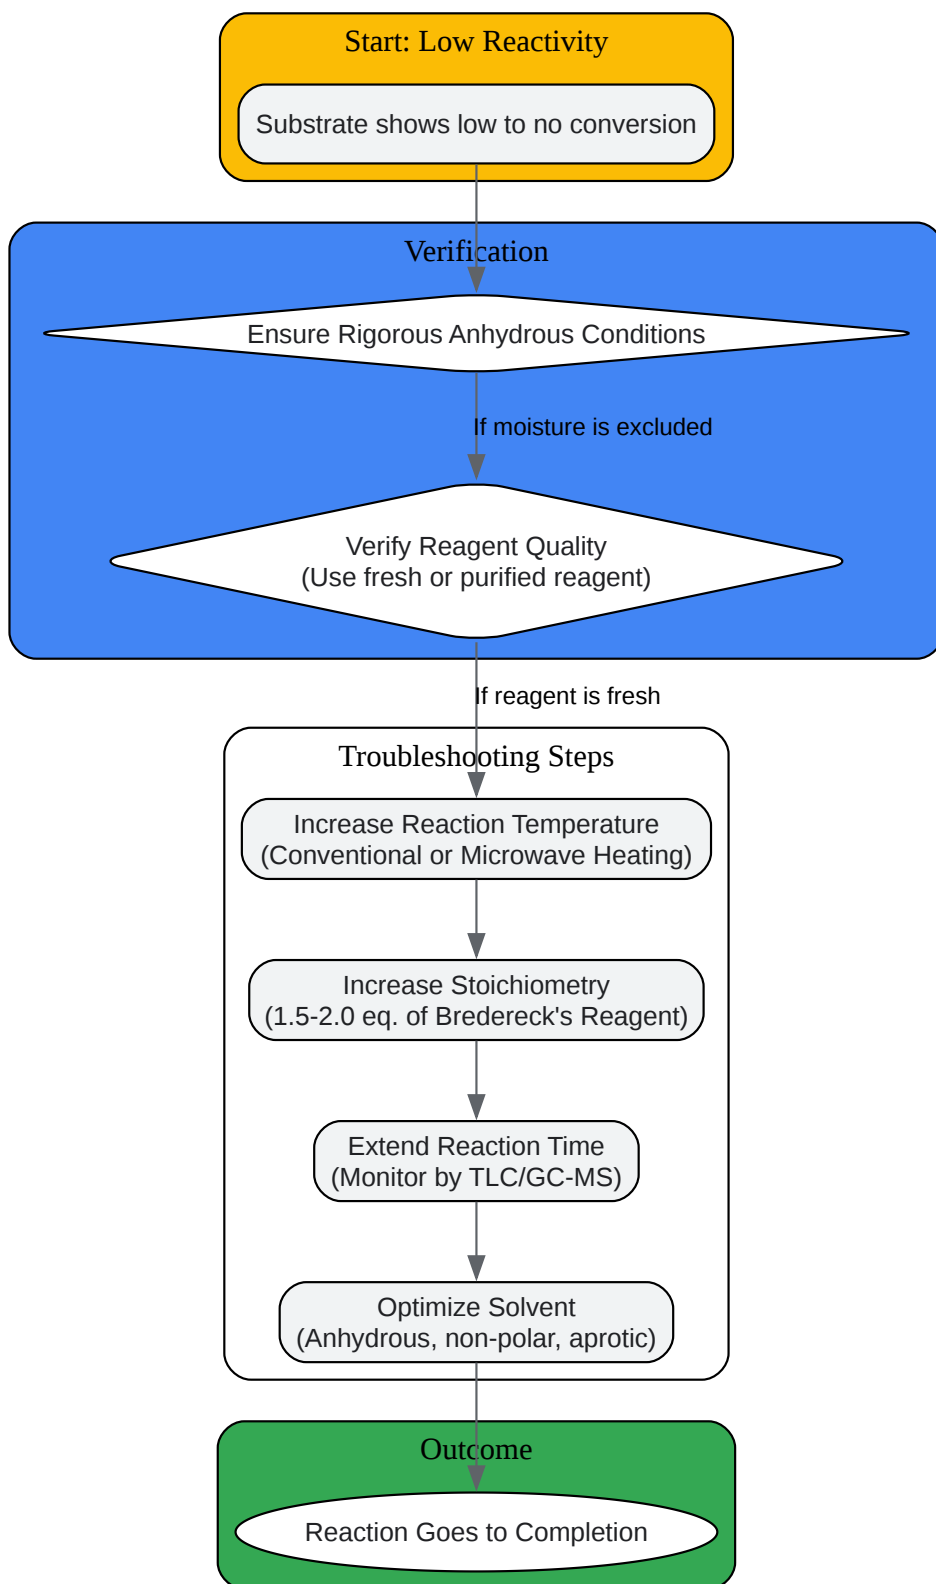 Start: Low Reactivity
Substrate shows low to no conversion
Verification
Ensure Rigorous Anhydrous Conditions
If moisture is excluded
Verify Reagent Quality
(Use fresh or purified reagent)
If reagent is fresh
Troubleshooting Steps
Increase Reaction Temperature
(Conventional or Microwave Heating)
Increase Stoichiometry
(1.5-2.0 eq. of Bredereck's Reagent)
Extend Reaction Time
(Monitor by TLC/GC-MS)
Optimize Solvent
(Anhydrous, non-polar, aprotic)
Outcome
Reaction Goes to Completion